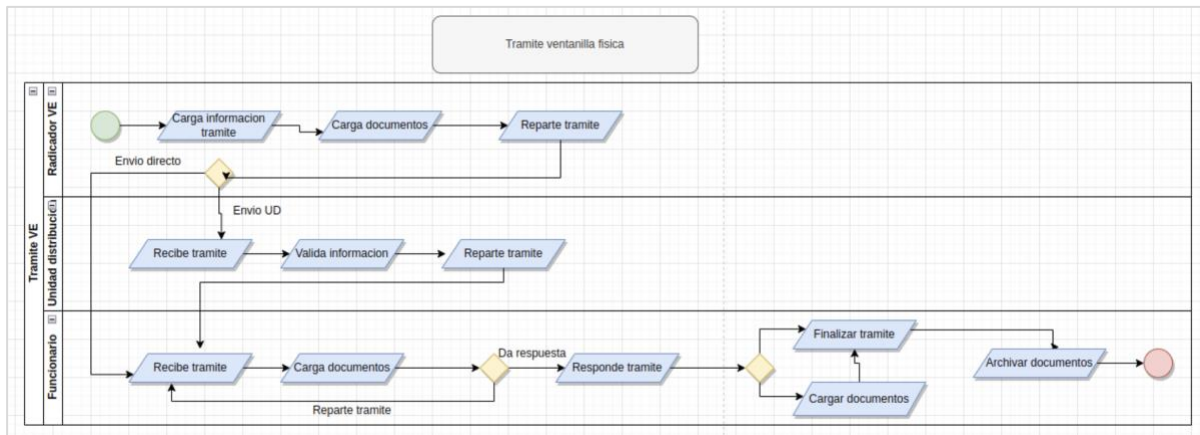 Tramite ventanilla fisica
Tramite VE
Radicador VE
Carga informacion
tramite
Carga documentos
Reparte tramite
Envio directo
Envio UD
Unidad distribució
Recibe tramite
Valida informacion
Reparte tramite
Funcionario
Recibe tramite
Carga documentos
Da respuesta
Reparte tramite
Responde tramite
Finalizar tramite
Cargar documentos
Archivar documentos